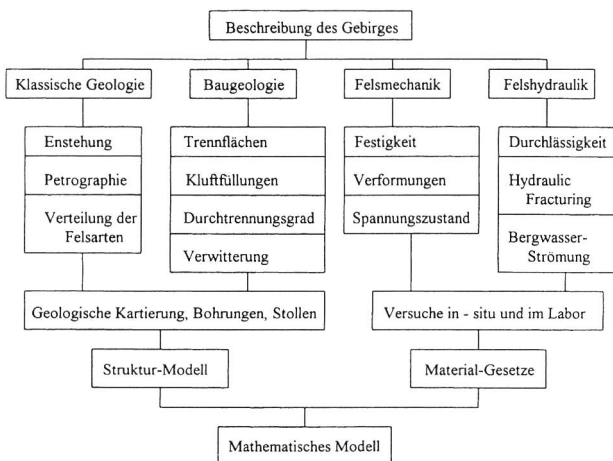 Beschreibung des Gebirges
Klassische Geologie
Baugeologie
Felsmechanik
Felshydraulik
Enstehung
Petrographie
Verteilung der
Felsarten
Trennflächen
Kluftfüllungen
Durchtrennungsgrad
Verwitterung
Festigkeit
Verformungen
Spannungszustand
Durchlässigkeit
Hydraulic
Fracturing
Bergwasser-
Strömung
Geologische Kartierung, Bohrungen, Stollen
Versuche in - situ und im Labor
Struktur-Modell
Material-Gesetze
Mathematisches Modell